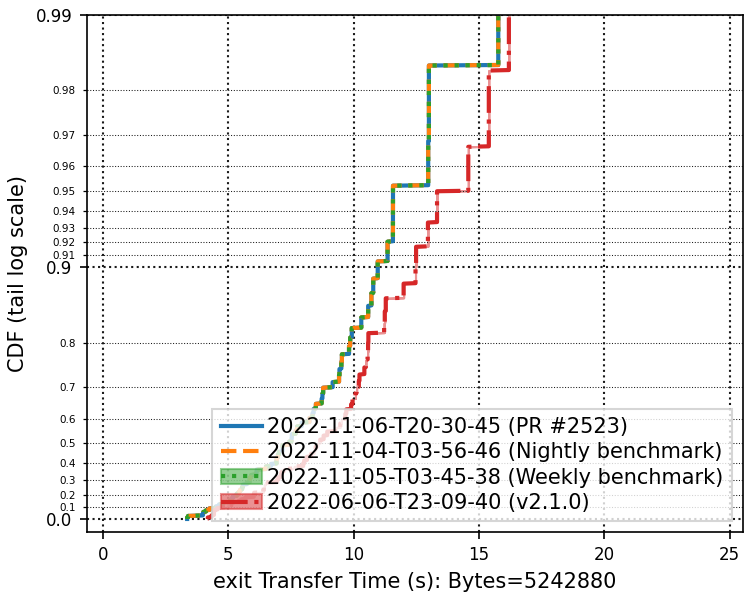 0.99
0.98
0.97
0.96
0.95
0.94
0.93
0.92
0.91
0.9
0.8
0.7
0.6
0.5
0.4
0.3
0.2
0.1
0.0
CDF (tail log scale)
2022-11-06-T20-30-45 (PR #2523)
2022-11-04-T03-56-46 (Nightly benchmark)
2022-11-05-T03-45-38 (Weekly benchmark)
2022-06-06-T23-09-40 (v2.1.0)
0 5 10 15 20 25
exit Transfer Time (s): Bytes=5242880